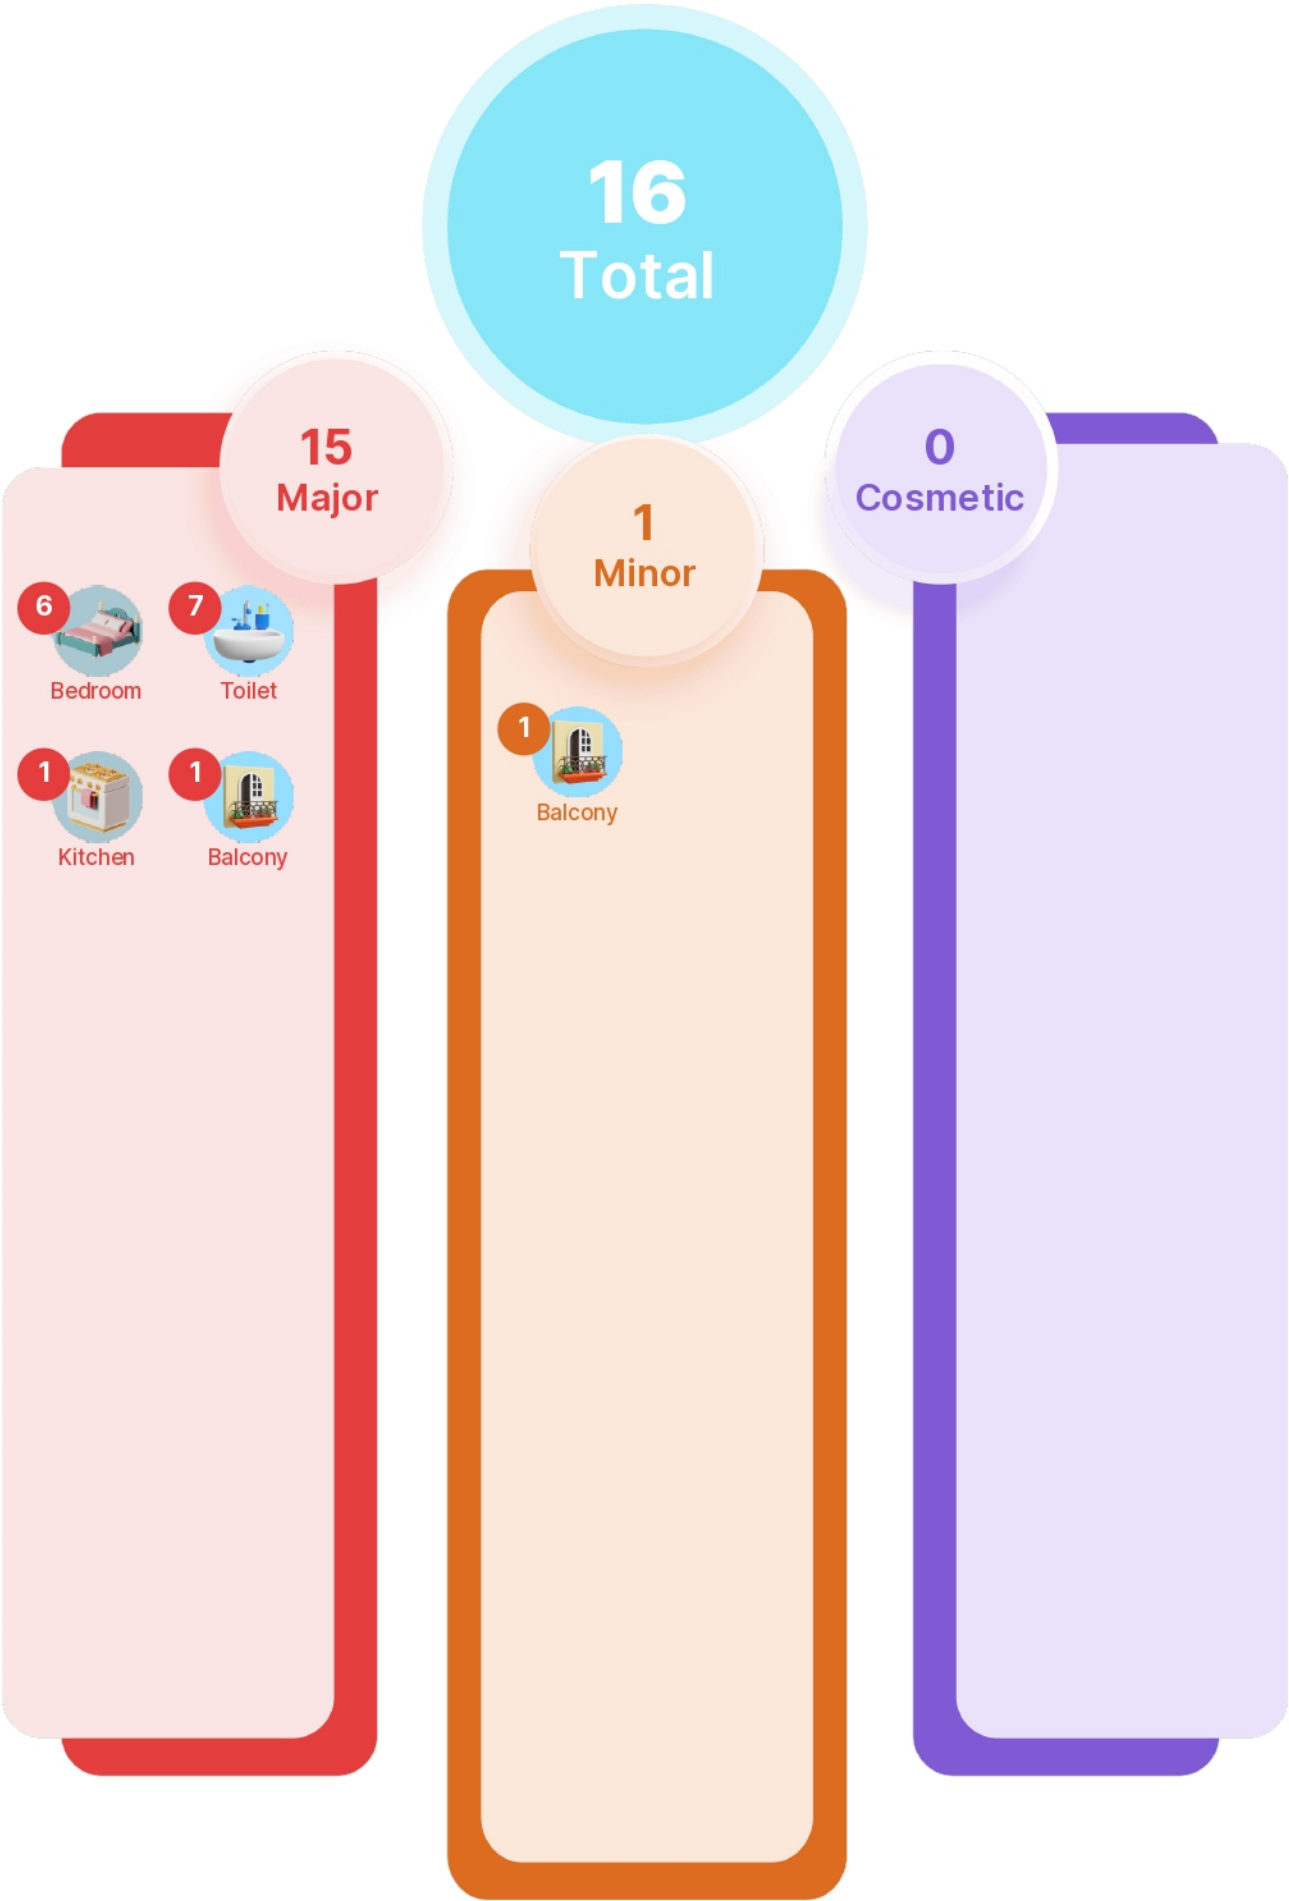 16
Total
15
Major
0
Cosmetic
1
Minor
6
Bedroom
7
Toilet
1
Kitchen
1
Balcony
1
Balcony